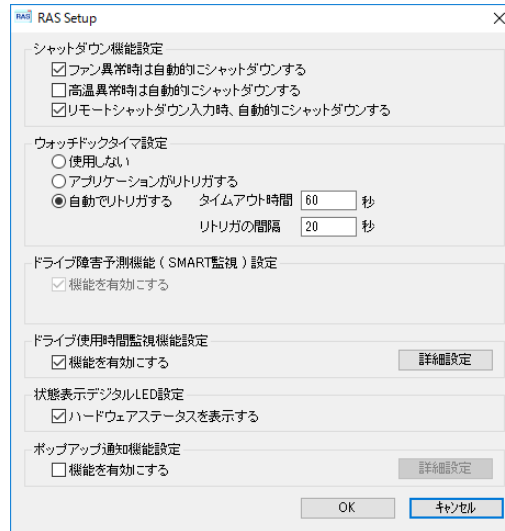 RAS RAS Setup
シャットダウン機能設定
ファン異常時は自動的にシャットダウンする
高温異常時は自動的にシャットダウンする
リモートシャットダウン入力時、自動的にシャットダウンする
ウォッチドックタイマ設定
使用しない
アプリケーションがリトリガする
自動でリトリガする タイムアウト時間 60 秒
リトリガの間隔 20 秒
ドライブ障害予測機能 ( SMART監視 ) 設定
機能を有効にする
ドライブ使用時間監視機能設定
機能を有効にする 詳細設定
状態表示デジタルLED設定
ハードウェアステータスを表示する
ポップアップ通知機能設定
機能を有効にする 詳細設定
OK キャンセル